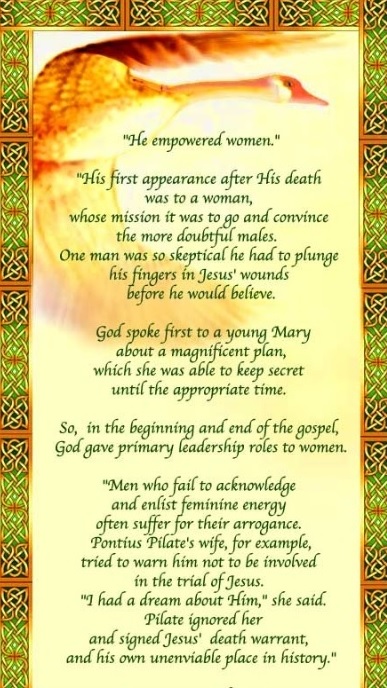 "He empowered women."
"His first appearance after His death
was to a woman,
whose mission it was to go and convince
the more doubtful males.
One man was so skeptical he had to plunge
his fingers in Jesus' wounds
before he would believe.
God spoke first to a young Mary
about a magnificent plan,
which she was able to keep secret
until the appropriate time.
So, in the beginning and end of the gospel,
God gave primary leadership roles to women.
"Men who fail to acknowledge
and enlist feminine energy
often suffer for their arrogance.
Pontius Pilate's wife, for example,
tried to warn him not to be involved
in the trial of Jesus.
"I had a dream about Him," she said.
Pilate ignored her
and signed Jesus' death warrant,
and his own unenviable place in history."